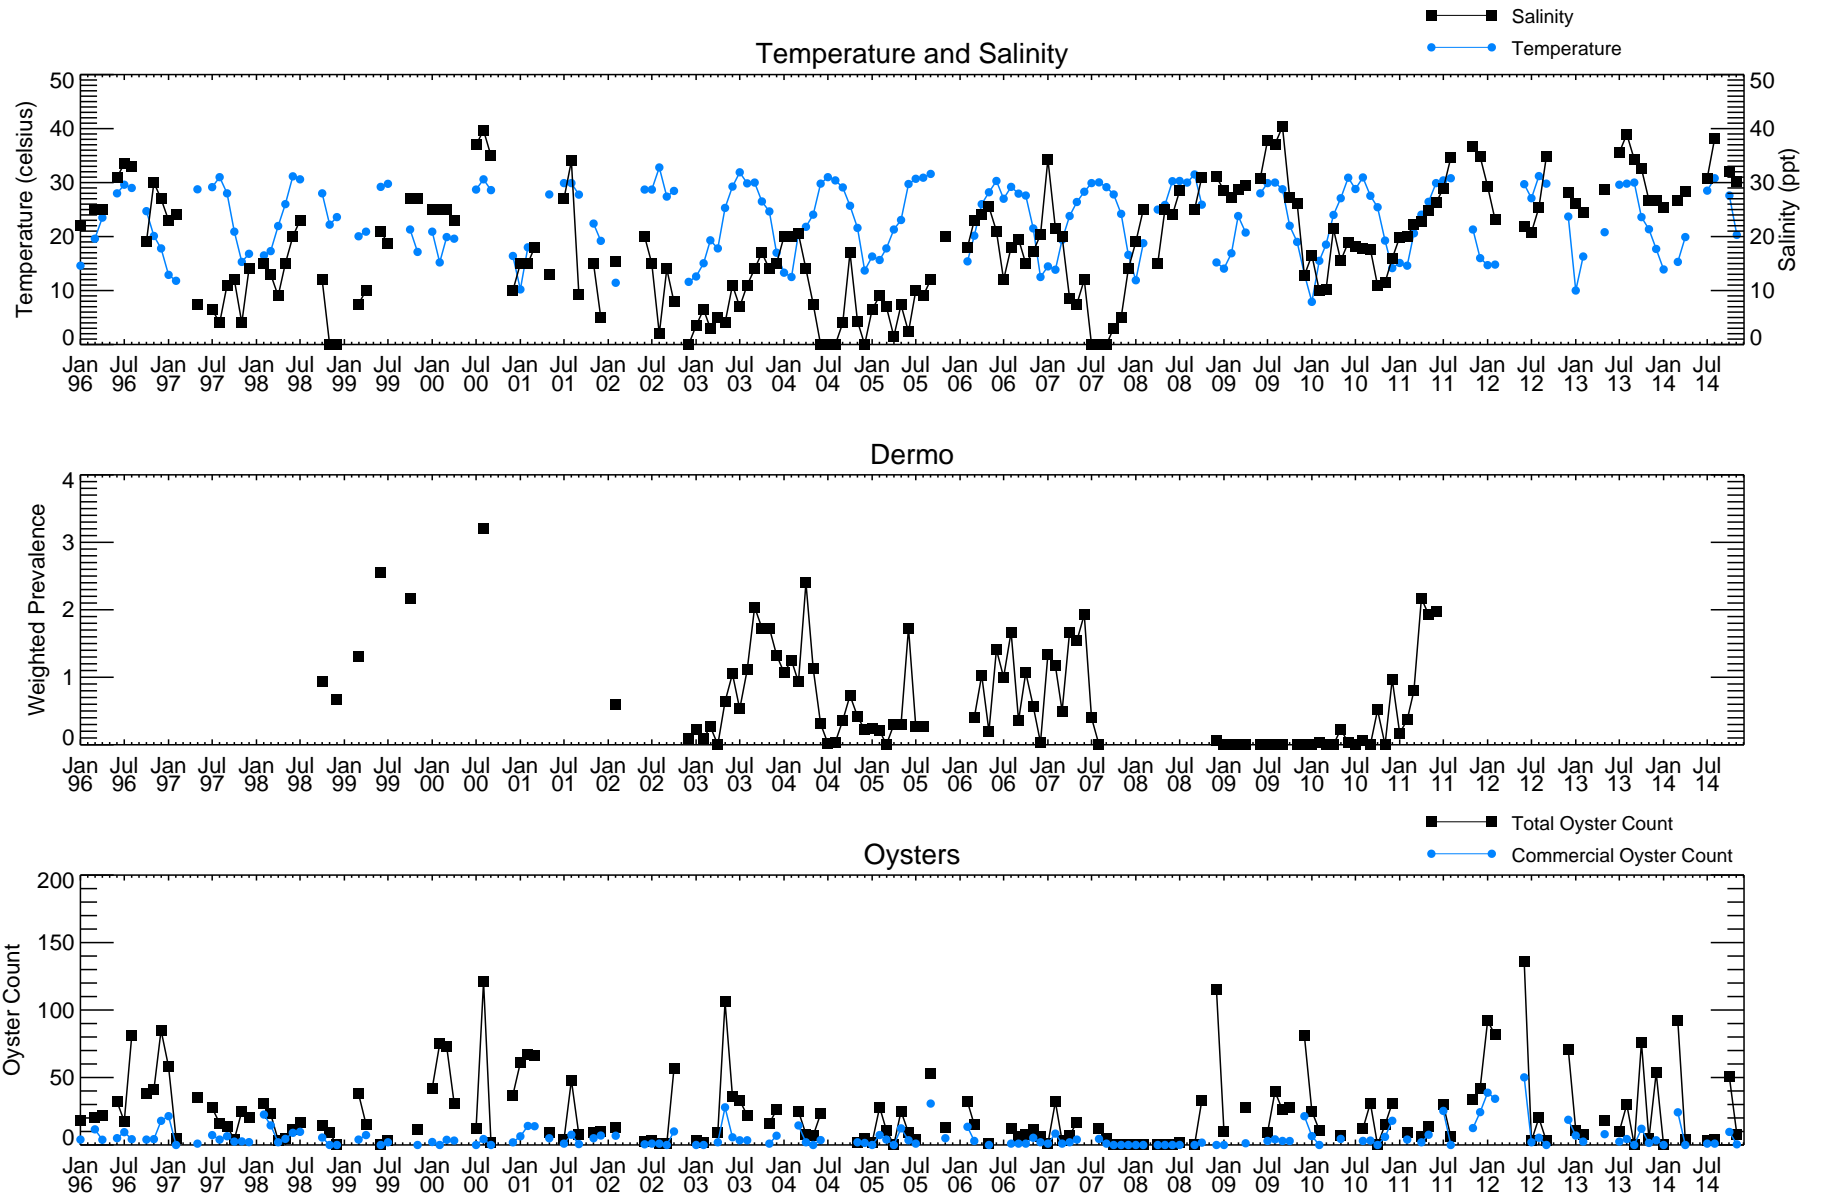 Salinity
Temperature and Salinity
Temperature
50 50
40 40
30 30
20 20
10 10
0 0
Temperature (celsius)
Salinity (ppt)
Jan Jul Jan Jul Jan Jul Jan Jul Jan Jul Jan Jul Jan Jul Jan Jul Jan Jul Jan Jul Jan Jul Jan Jul Jan Jul Jan Jul Jan Jul Jan Jul Jan Jul Jan Jul Jan Jul
96 96 97 97 98 98 99 99 00 00 01 01 02 02 03 03 04 04 05 05 06 06 07 07 08 08 09 09 10 10 11 11 12 12 13 13 14 14
Dermo
4
3
2
1
0
Weighted Prevalence
Jan Jul Jan Jul Jan Jul Jan Jul Jan Jul Jan Jul Jan Jul Jan Jul Jan Jul Jan Jul Jan Jul Jan Jul Jan Jul Jan Jul Jan Jul Jan Jul Jan Jul Jan Jul Jan Jul
96 96 97 97 98 98 99 99 00 00 01 01 02 02 03 03 04 04 05 05 06 06 07 07 08 08 09 09 10 10 11 11 12 12 13 13 14 14
Total Oyster Count
Oysters
Commercial Oyster Count
200
150
100
50
0
Oyster Count
Jan Jul Jan Jul Jan Jul Jan Jul Jan Jul Jan Jul Jan Jul Jan Jul Jan Jul Jan Jul Jan Jul Jan Jul Jan Jul Jan Jul Jan Jul Jan Jul Jan Jul Jan Jul Jan Jul
96 96 97 97 98 98 99 99 00 00 01 01 02 02 03 03 04 04 05 05 06 06 07 07 08 08 09 09 10 10 11 11 12 12 13 13 14 14